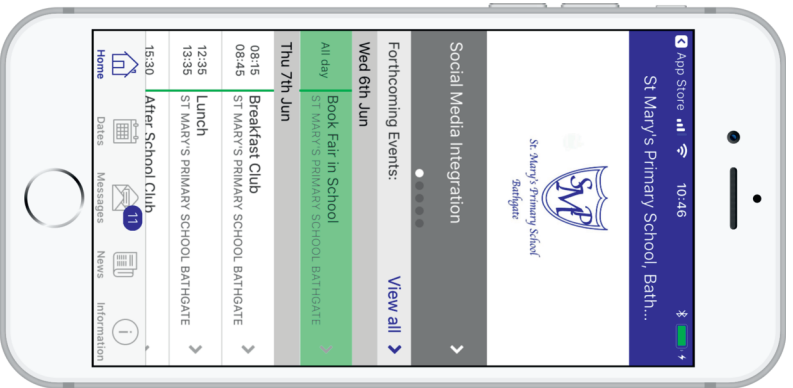 App Store 10:46
St Mary's Primary School, Bath...
SMP
St. Mary's Primary School
Bathgate
Social Media Integration
Forthcoming Events: View all
Wed 6th Jun
All day Book Fair in School
ST MARY'S PRIMARY SCHOOL BATHGATE
Thu 7th Jun
08:15 Breakfast Club
08:45 ST MARY'S PRIMARY SCHOOL BATHGATE
12:35 Lunch
13:35 ST MARY'S PRIMARY SCHOOL BATHGATE
15:30 After School Club
11
Home Dates Messages News Information